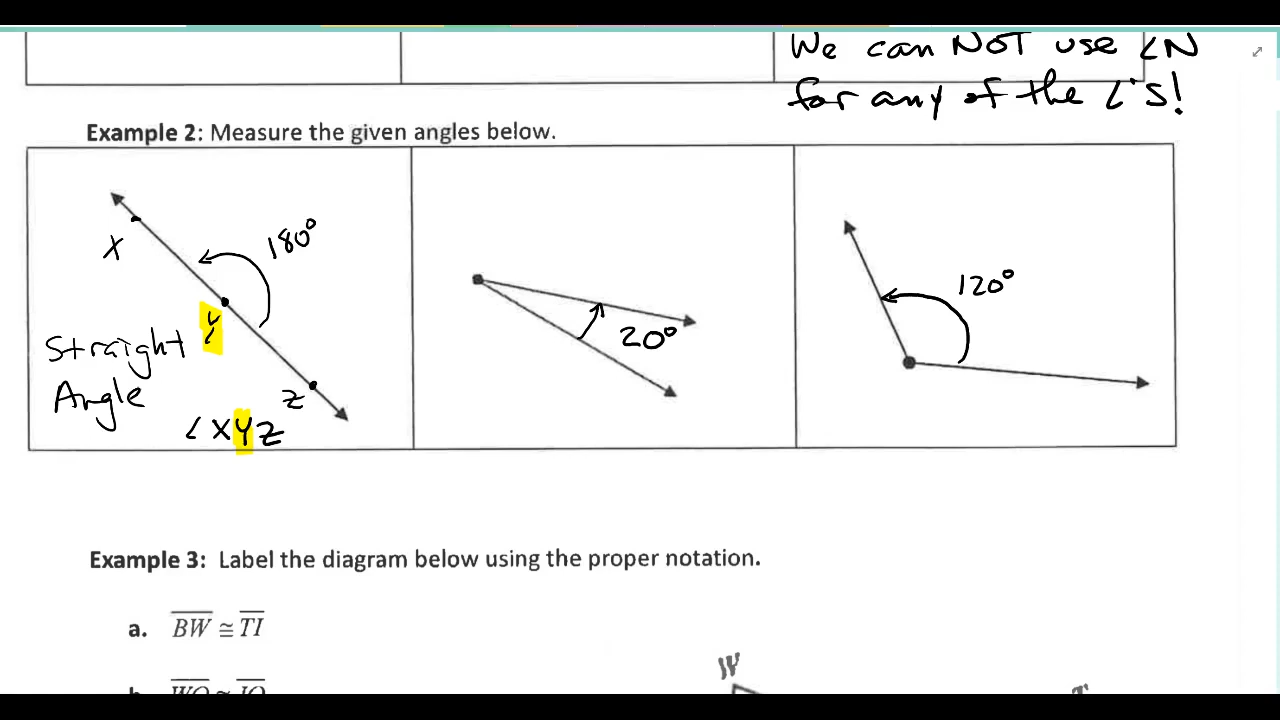 We can NOT use ∠N
for any of the ∠'s!
Example 2: Measure the given angles below.
X
180°
Y
Straight
Angle
Z
∠XYZ
20°
120°
Example 3: Label the diagram below using the proper notation.
a. BW ≅ TI
W